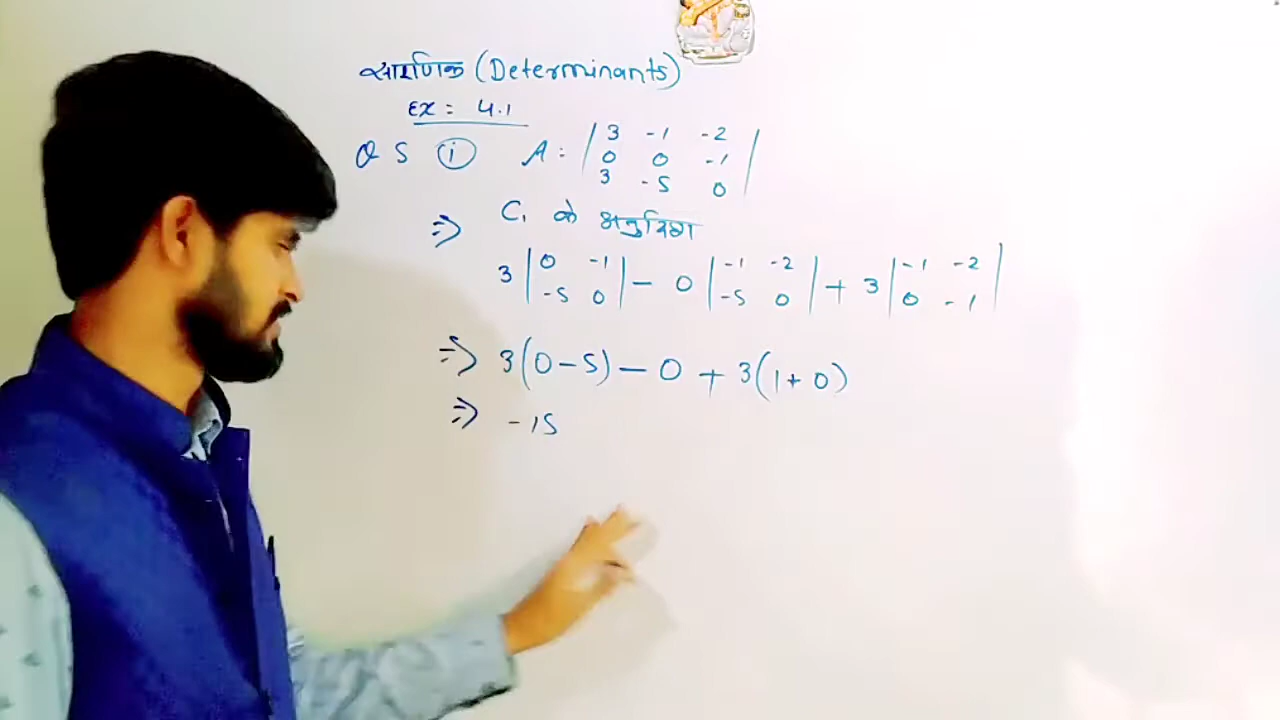 सारणिक (Determinants)
Ex: 4.1
Q 5 (i) A: | 3 -1 -2
0 0 -1
3 -5 0 |
⇒ C₁ के अनुदिश
3 | 0 -1 | - 0 | -1 -2 | + 3 | -1 -2 |
-5 0 -5 0 0 -1
⇒ 3(0-5) - 0 + 3(1+0)
⇒ -15